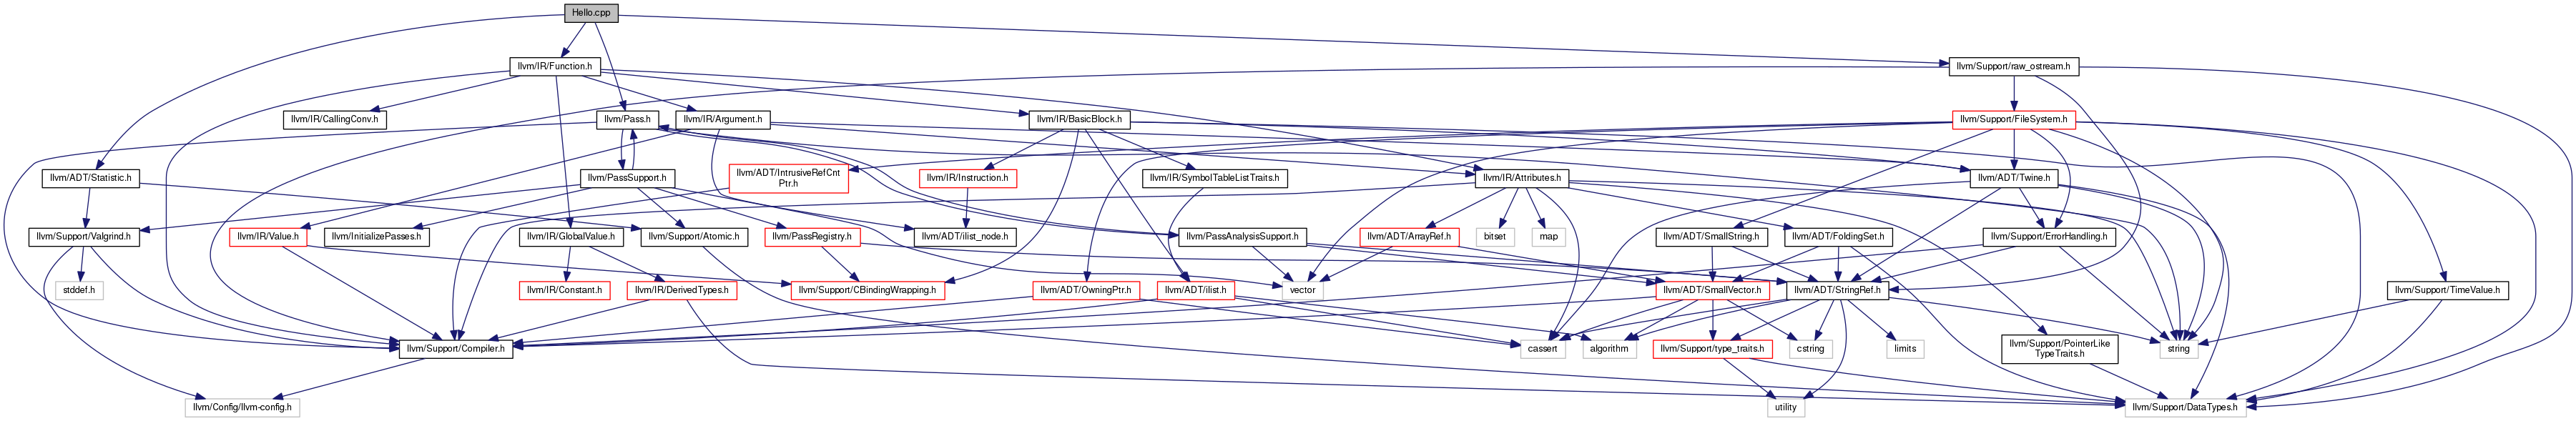 Hello.cpp
llvm/IR/Function.h
llvm/Support/raw_ostream.h
llvm/IR/CallingConv.h
llvm/Pass.h
llvm/IR/Argument.h
llvm/IR/BasicBlock.h
llvm/Support/FileSystem.h
llvm/ADT/Statistic.h
llvm/PassSupport.h
llvm/ADT/IntrusiveRefCnt
Ptr.h
llvm/IR/Instruction.h
llvm/IR/SymbolTableListTraits.h
llvm/IR/Attributes.h
llvm/ADT/Twine.h
llvm/Support/Valgrind.h
llvm/IR/Value.h
llvm/InitializePasses.h
llvm/IR/GlobalValue.h
llvm/Support/Atomic.h
llvm/PassRegistry.h
llvm/ADT/ilist_node.h
llvm/PassAnalysisSupport.h
llvm/ADT/ArrayRef.h
bitset
map
llvm/ADT/SmallString.h
llvm/ADT/FoldingSet.h
llvm/Support/ErrorHandling.h
stddef.h
llvm/IR/Constant.h
llvm/IR/DerivedTypes.h
llvm/Support/CBindingWrapping.h
llvm/ADT/OwningPtr.h
llvm/ADT/ilist.h
vector
llvm/ADT/SmallVector.h
llvm/ADT/StringRef.h
llvm/Support/TimeValue.h
llvm/Support/Compiler.h
cassert
algorithm
llvm/Support/type_traits.h
cstring
limits
llvm/Support/PointerLike
TypeTraits.h
string
llvm/Config/llvm-config.h
utility
llvm/Support/DataTypes.h